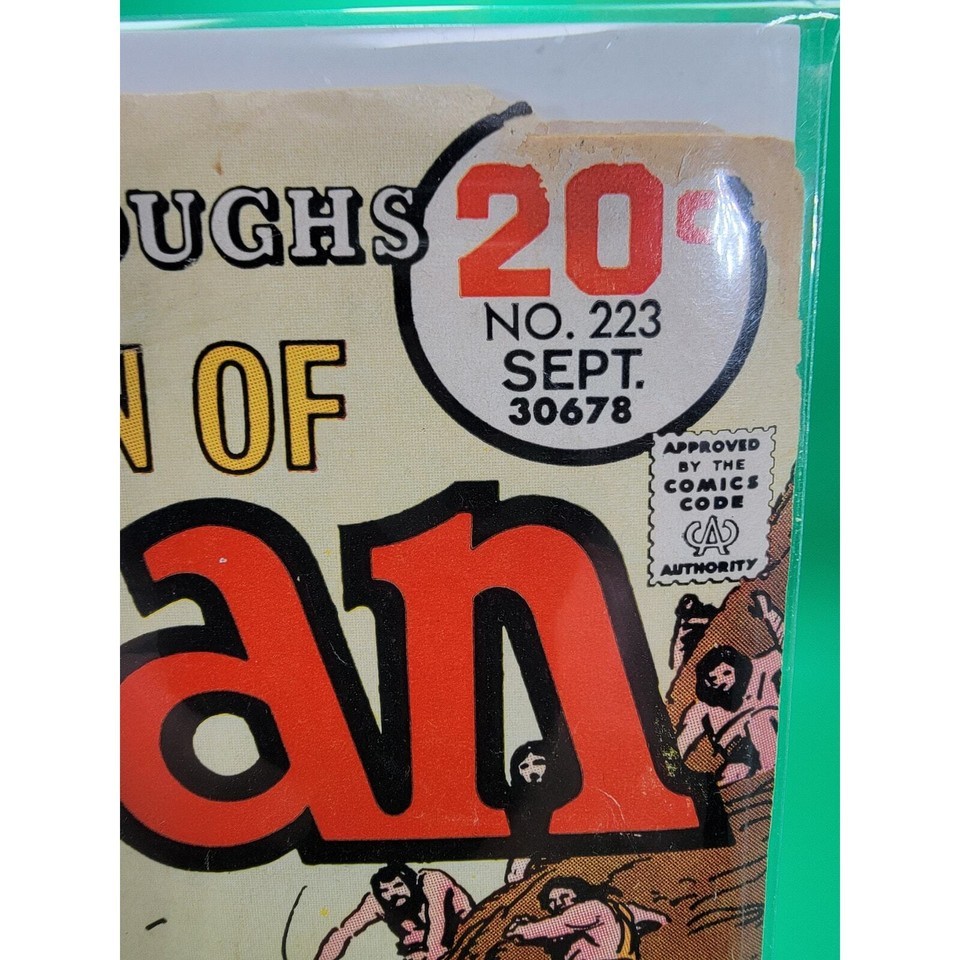 OUGHS
20¢
NO. 223
SEPT.
30678
N OF
an
APPROVED
BY THE
COMICS
CODE
CA
AUTHORITY